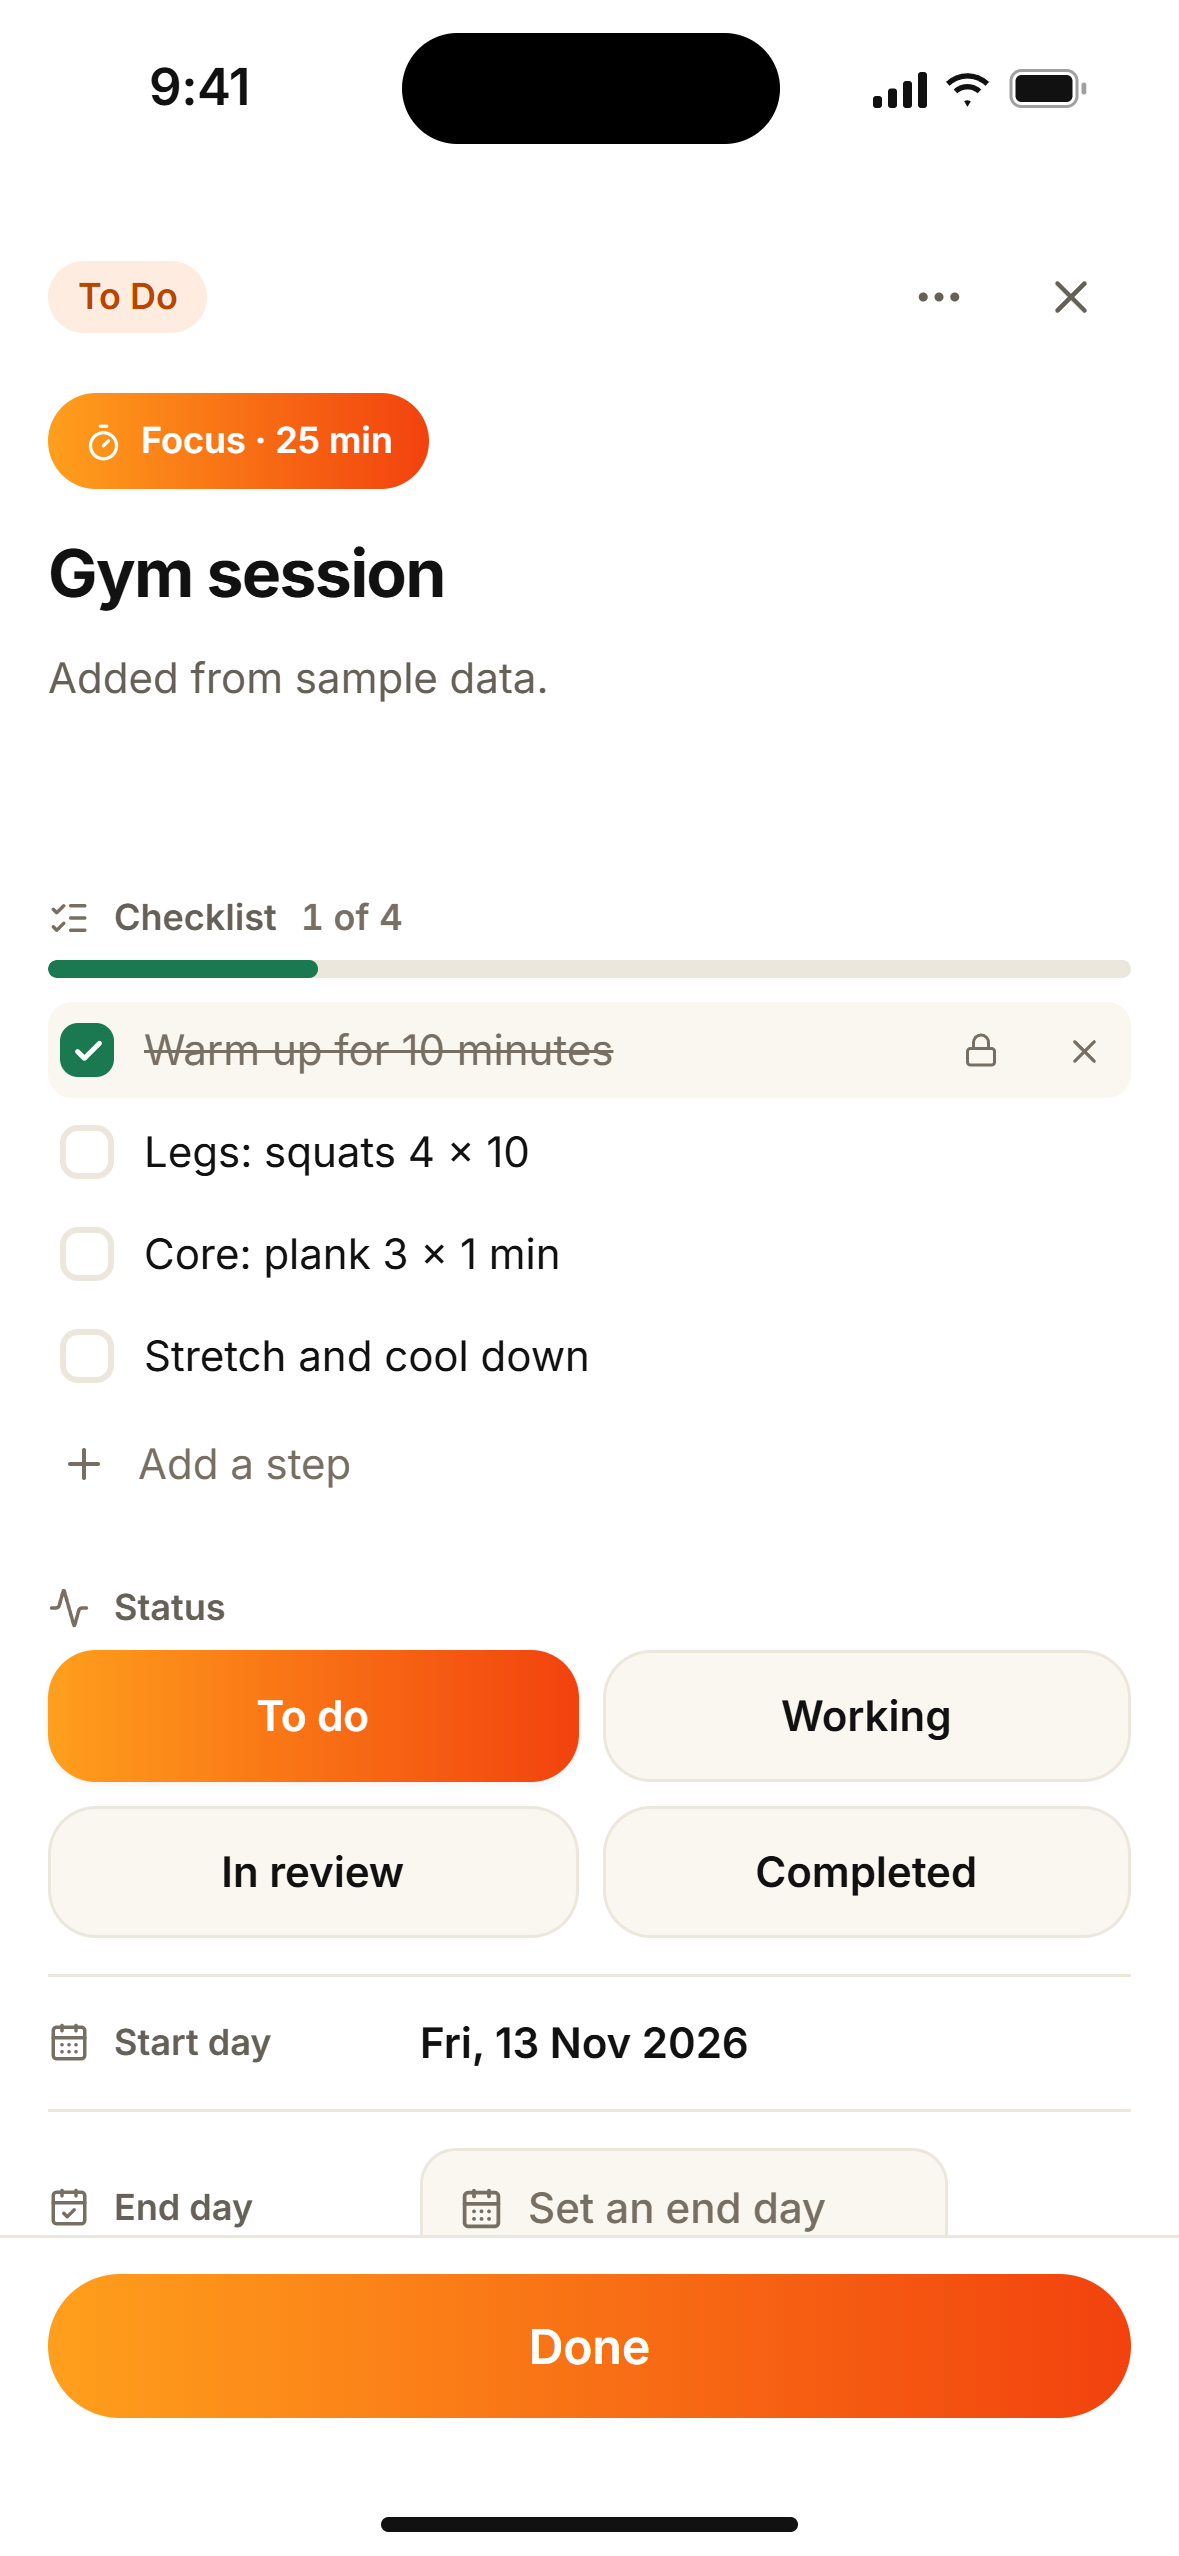 9:41
To Do
Focus · 25 min
Gym session
Added from sample data.
Checklist 1 of 4
Warm up for 10 minutes
Legs: squats 4 × 10
Core: plank 3 × 1 min
Stretch and cool down
Add a step
Status
To do
Working
In review
Completed
Start day Fri, 13 Nov 2026
End day Set an end day
Done